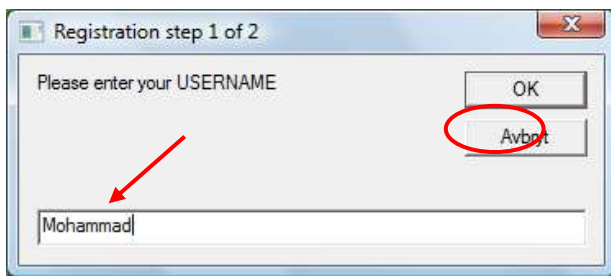 Registration step 1 of 2
Please enter your USERNAME
OK
Avbryt
Mohammad